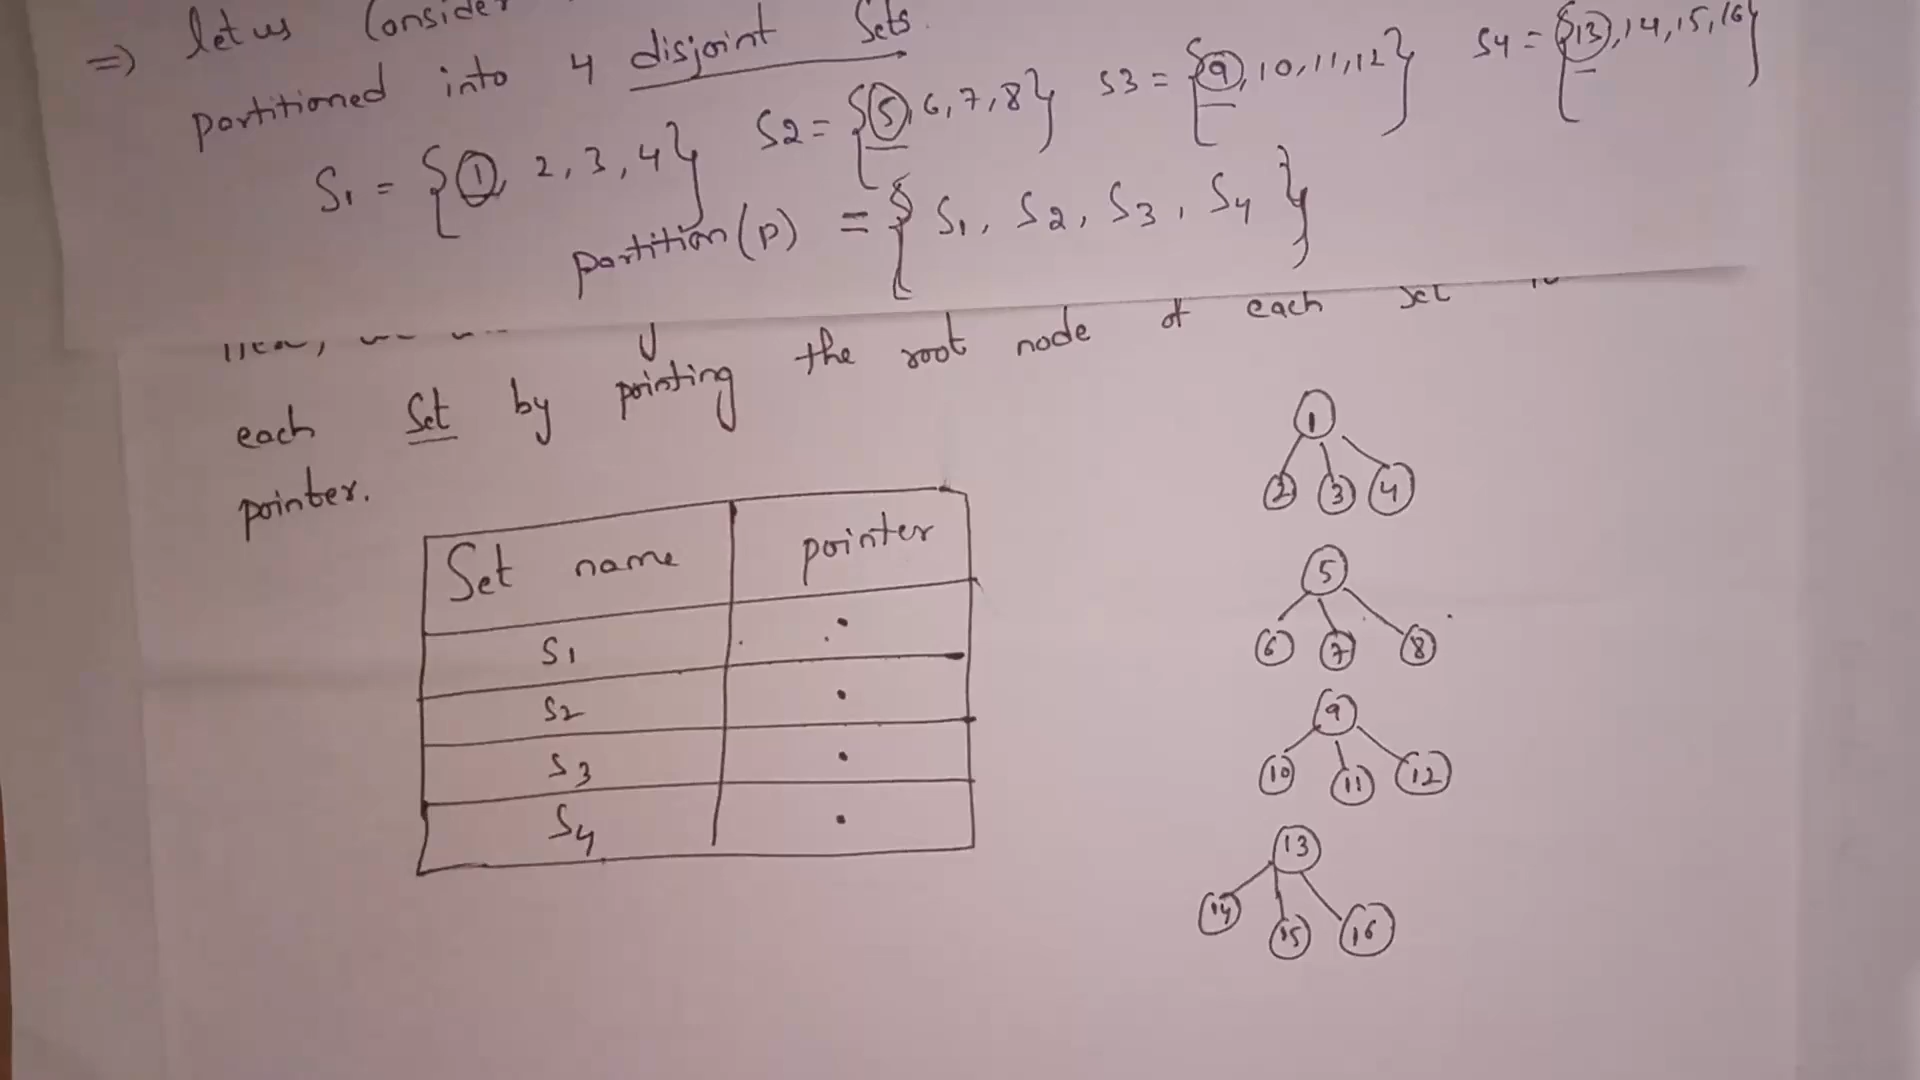 => let us Consider
partitioned into 4 disjoint Sets.
S1 = {1, 2, 3, 4} S2 = {5, 6, 7, 8} S3 = {9, 10, 11, 12} S4 = {13, 14, 15, 16}
partition(p) = { S1, S2, S3, S4 }
the root node of each set
each Set by pointing
pointer.
Set name pointer
S1
S2
S3
S4
1
2 3 4
5
6 7 8
9
10 11 12
13
14 15 16